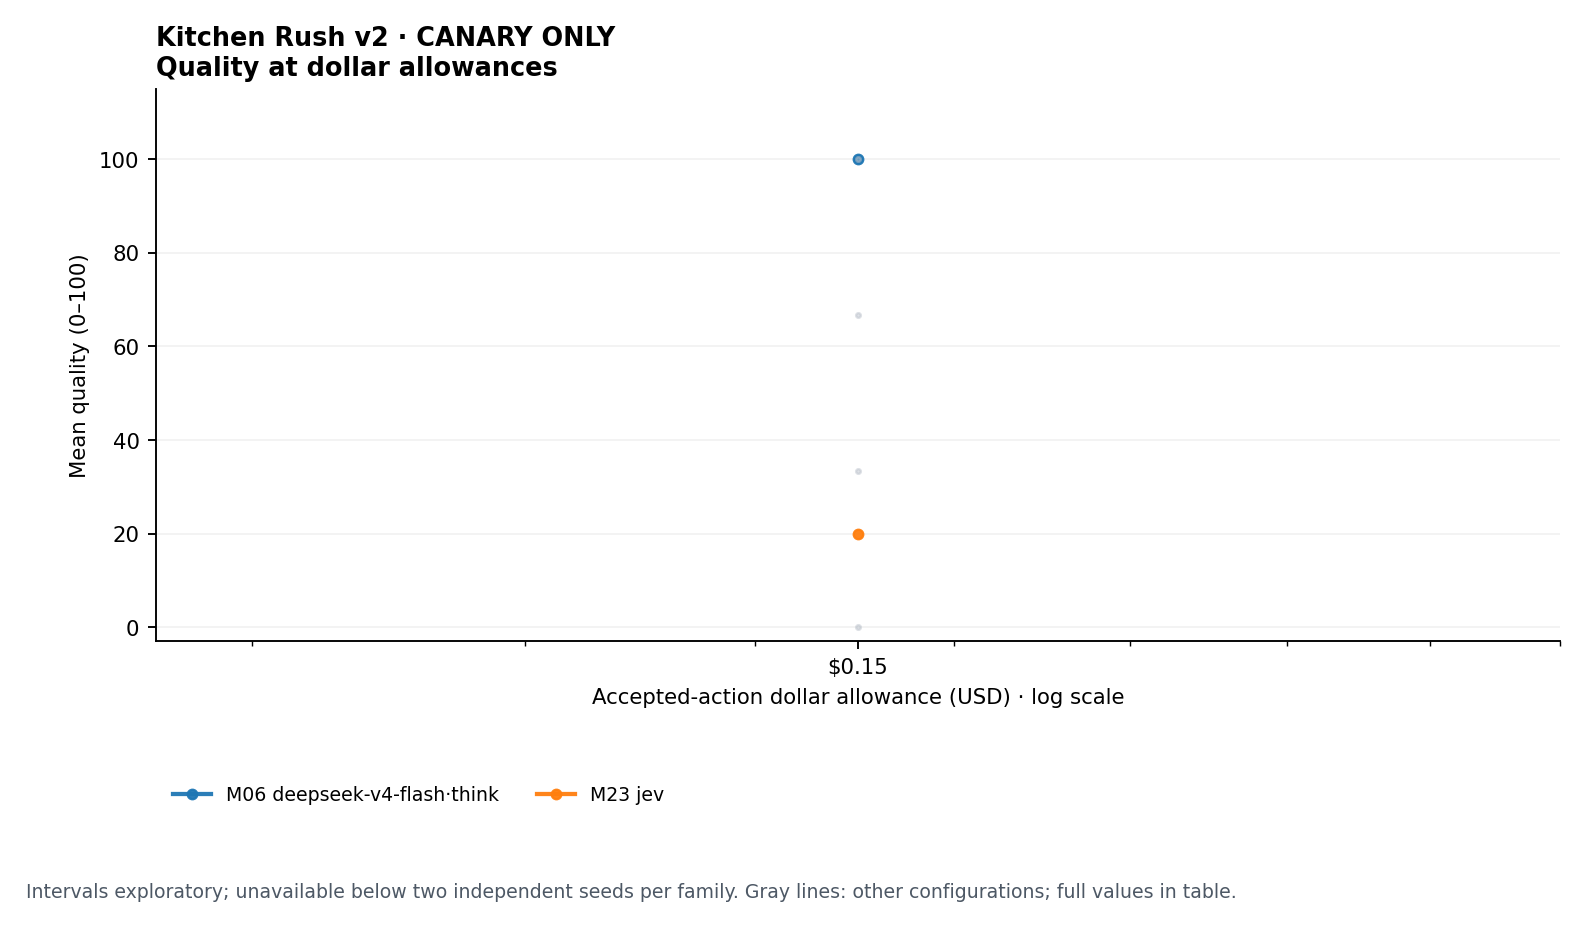 Kitchen Rush v2 · CANARY ONLY
Quality at dollar allowances
Mean quality (0–100)
100
80
60
40
20
0
$0.15
Accepted-action dollar allowance (USD) · log scale
M06 deepseek-v4-flash·think
M23 jev
Intervals exploratory; unavailable below two independent seeds per family. Gray lines: other configurations; full values in table.